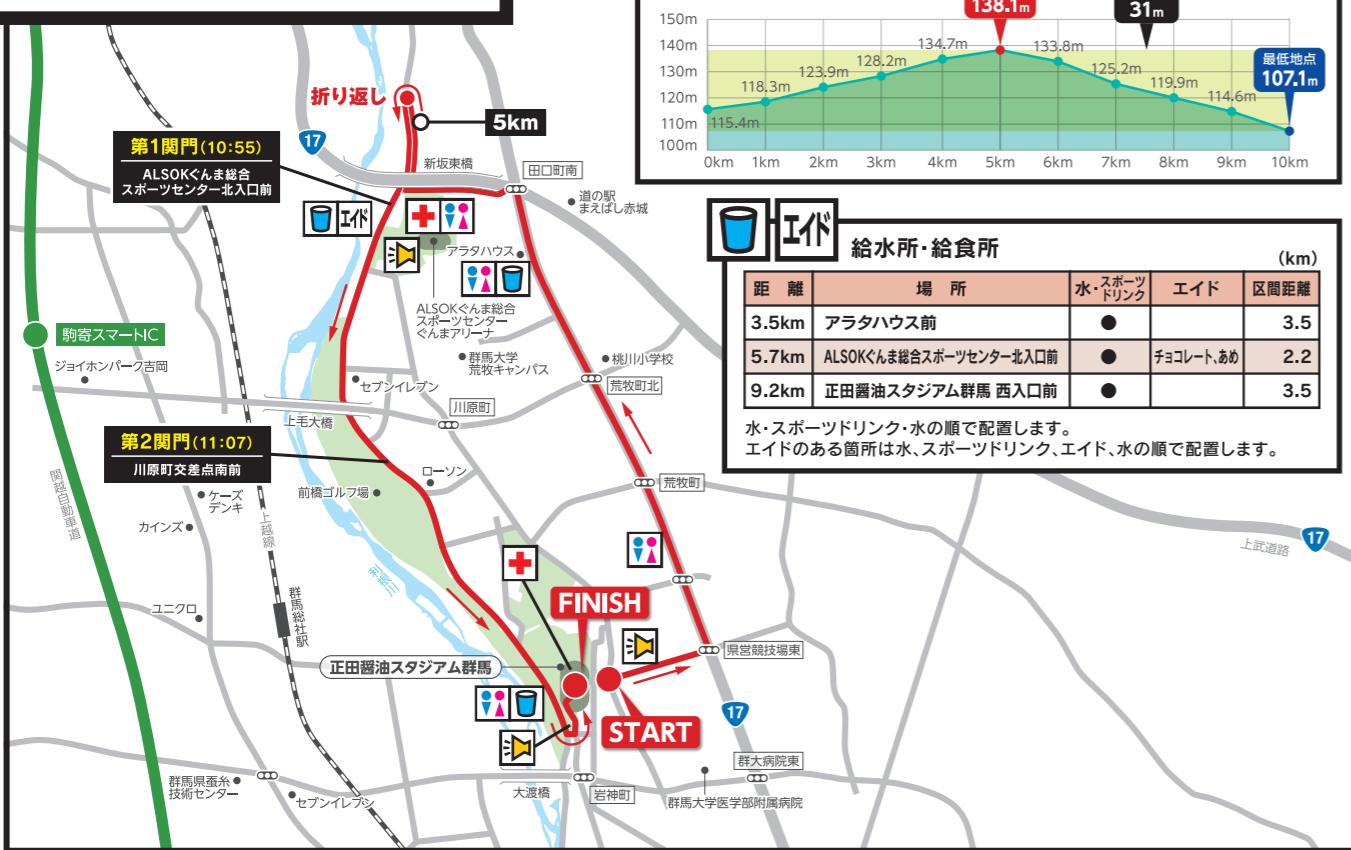 138.1m
31m
150m
140m
130m
120m
110m
100m
115.4m
118.3m
123.9m
128.2m
134.7m
133.8m
125.2m
119.9m
114.6m
最低地点
107.1m
0km 1km 2km 3km 4km 5km 6km 7km 8km 9km 10km
エイド
給水所・給食所
(km)
距離 場所 水・スポーツドリンク エイド 区間距離
3.5km アラタハウス前 ● 3.5
5.7km ALSOKぐんま総合スポーツセンター北入口前 ● チョコレート、あめ 2.2
9.2km 正田醤油スタジアム群馬 西入口前 ● 3.5
水・スポーツドリンク・水の順で配置します。
エイドのある箇所は水、スポーツドリンク、エイド、水の順で配置します。
折り返し
5km
17
第1関門(10:55)
ALSOKぐんま総合
スポーツセンター北入口前
新坂東橋
田口町南
道の駅
まえばし赤城
エイド
アラタハウス
ALSOKぐんま総合
スポーツセンター
ぐんまアリーナ
駒寄スマートIC
ジョイホンパーク吉岡
群馬大学
荒牧キャンパス
桃川小学校
荒牧町北
セブンイレブン
川原町
上毛大橋
第2関門(11:07)
川原町交差点南前
ローソン
前橋ゴルフ場
荒牧町
関越自動車道
ケーズ
デンキ
カインズ
上越線
利根川
上武道路
17
ユニクロ
群馬総社駅
FINISH
県営競技場東
正田醤油スタジアム群馬
START
17
群大病院東
群馬県蚕糸
技術センター
セブンイレブン
大渡橋
岩神町
群馬大学医学部附属病院